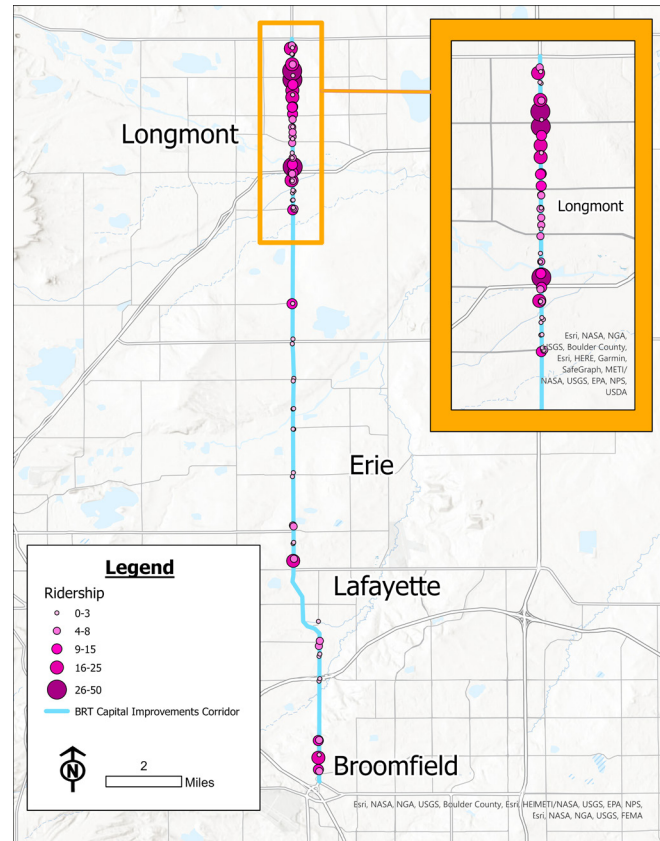 Longmont
Longmont
Esri, NASA, NGA,
USGS, Boulder County,
Esri, HERE, Garmin,
SafeGraph, METI/
NASA, USGS, EPA, NPS,
USDA
Erie
Lafayette
Broomfield
Legend
Ridership
0-3
4-8
9-15
16-25
26-50
BRT Capital Improvements Corridor
N
2
Miles
Esri, NASA, NGA, USGS, Boulder County, Esri, HEIMETI/NASA, USGS, EPA, NPS,
Esri, NASA, NGA, USGS, FEMA